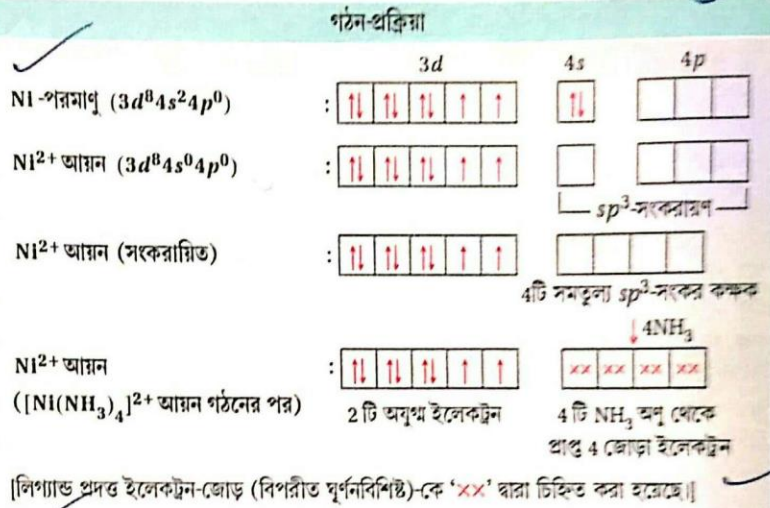 গঠন-প্রক্রিয়া
3d 4s 4p
Ni-পরমাণু (3d⁸4s²4p⁰) : ↑↓ ↑↓ ↑↓ ↑ ↑ ↑↓
Ni²⁺ আয়ন (3d⁸4s⁰4p⁰) : ↑↓ ↑↓ ↑↓ ↑ ↑
sp³-সংকরায়ণ
Ni²⁺ আয়ন (সংকরায়িত) : ↑↓ ↑↓ ↑↓ ↑ ↑
4টি সমতুল্য sp³-সংকর কক্ষক
↓ 4NH₃
Ni²⁺ আয়ন : ↑↓ ↑↓ ↑↓ ↑ ↑ ×× ×× ×× ××
([Ni(NH₃)₄]²⁺ আয়ন গঠনের পর) 2 টি অযুগ্ম ইলেকট্রন 4 টি NH₃ অণু থেকে
প্রাপ্ত 4 জোড়া ইলেকট্রন
[লিগ্যান্ড প্রদত্ত ইলেকট্রন-জোড় (বিপরীত ঘূর্ণনবিশিষ্ট)-কে ‘××’ দ্বারা চিহ্নিত করা হয়েছে।]